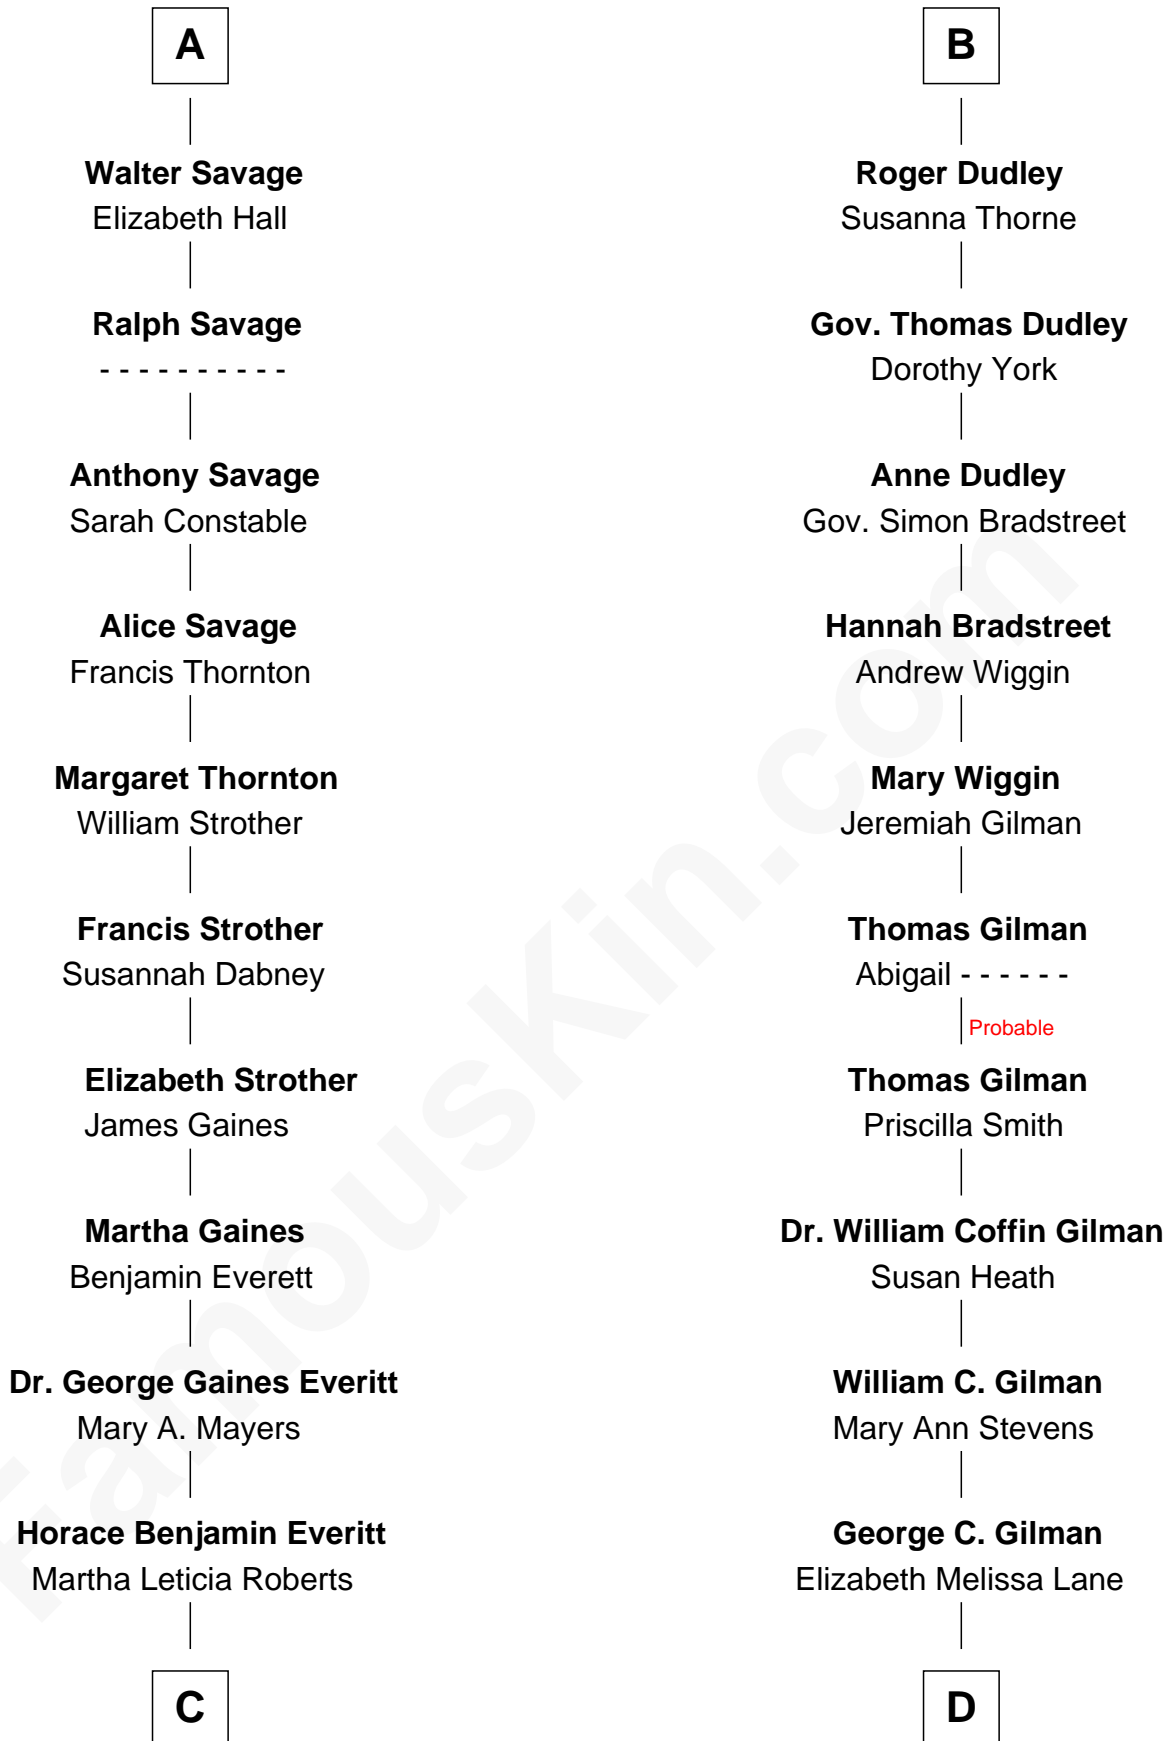 A
Walter Savage
Elizabeth Hall
Ralph Savage
- - - - - - - - - -
Anthony Savage
Sarah Constable
Alice Savage
Francis Thornton
Margaret Thornton
William Strother
Francis Strother
Susannah Dabney
Elizabeth Strother
James Gaines
Martha Gaines
Benjamin Everett
Dr. George Gaines Everitt
Mary A. Mayers
Horace Benjamin Everitt
Martha Leticia Roberts
C
B
Roger Dudley
Susanna Thorne
Gov. Thomas Dudley
Dorothy York
Anne Dudley
Gov. Simon Bradstreet
Hannah Bradstreet
Andrew Wiggin
Mary Wiggin
Jeremiah Gilman
Thomas Gilman
Abigail - - - - - -
Probable
Thomas Gilman
Priscilla Smith
Dr. William Coffin Gilman
Susan Heath
William C. Gilman
Mary Ann Stevens
George C. Gilman
Elizabeth Melissa Lane
D
FamousKin.com